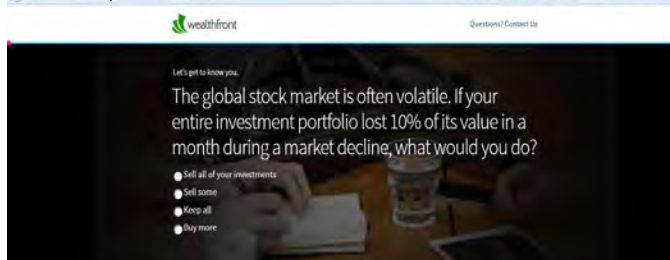 wealthfront
Questions? Contact Us
Let's get to know you.
The global stock market is often volatile. If your
entire investment portfolio lost 10% of its value in a
month during a market decline, what would you do?
Sell all of your investments
Sell some
Keep all
Buy more